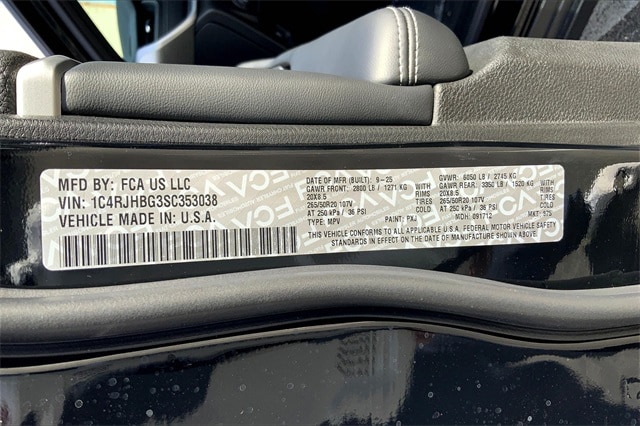 MFD BY: FCA US LLC
VIN: 1C4RJHBG3SC353038
VEHICLE MADE IN: U.S.A.
DATE OF MFR (BUILT): 9-25 GVWR: 6050 LB / 2745 KG
GAWR FRONT: 2800 LB / 1271 KG WITH GAWR REAR: 3350 LB / 1520 KG WITH
20X8.5 RIMS 20X8.5 RIMS
265/50R20 107V TIRES 265/50R20 107V TIRES
AT 250 kPa / 36 PSI COLD AT 250 kPa / 36 PSI COLD
TYPE: MPV PAINT: PXJ MDH: 091712 MKT: 575
THIS VEHICLE CONFORMS TO ALL APPLICABLE U.S.A. FEDERAL MOTOR VEHICLE SAFETY
STANDARDS IN EFFECT ON THE DATE OF MANUFACTURE SHOWN ABOVE.